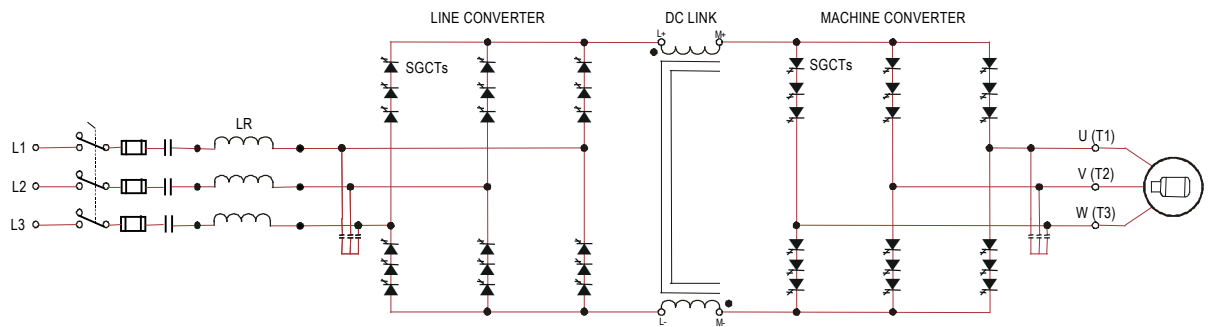 LINE CONVERTER
DC LINK
MACHINE CONVERTER
L+
M+
SGCTs
SGCTs
LR
L1
L2
L3
U (T1)
V (T2)
W (T3)
L-
M-